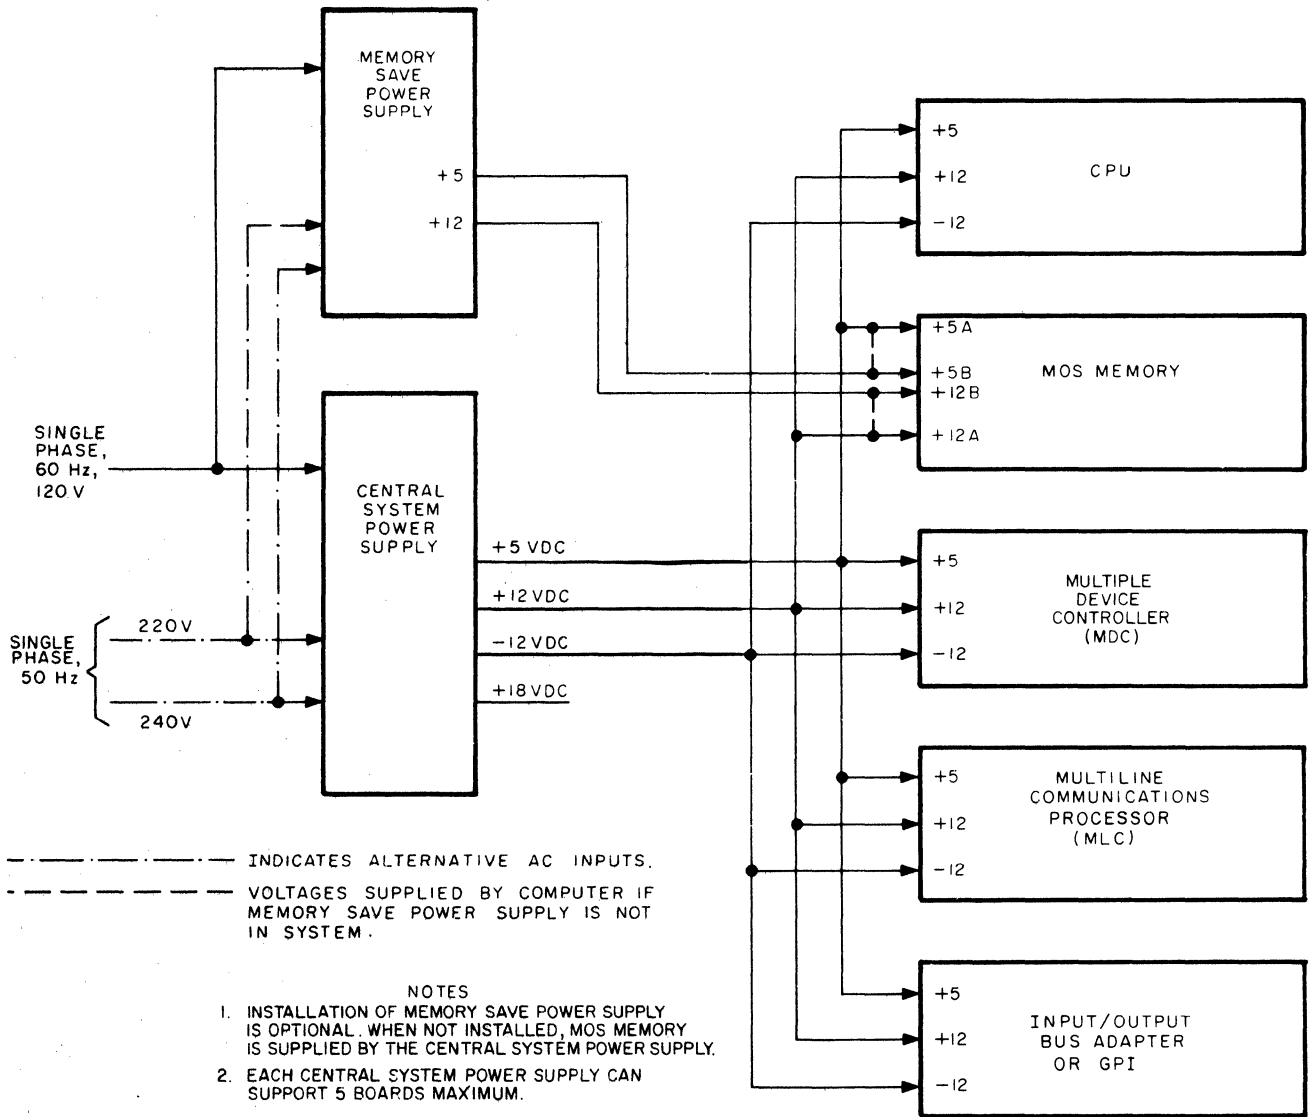 MEMORY
SAVE
POWER
SUPPLY
+5
+12
SINGLE
PHASE,
60 Hz,
120 V
CENTRAL
SYSTEM
POWER
SUPPLY
+5 VDC
+12 VDC
-12 VDC
+18 VDC
SINGLE
PHASE,
50 Hz
220V
240V
+5
+12
-12
CPU
+5A
+5B
+12B
+12A
MOS MEMORY
+5
+12
-12
MULTIPLE
DEVICE
CONTROLLER
(MDC)
+5
+12
-12
MULTILINE
COMMUNICATIONS
PROCESSOR
(MLC)
+5
+12
-12
INPUT/OUTPUT
BUS ADAPTER
OR GPI
INDICATES ALTERNATIVE AC INPUTS.
VOLTAGES SUPPLIED BY COMPUTER IF
MEMORY SAVE POWER SUPPLY IS NOT
IN SYSTEM.
NOTES
1. INSTALLATION OF MEMORY SAVE POWER SUPPLY
IS OPTIONAL. WHEN NOT INSTALLED, MOS MEMORY
IS SUPPLIED BY THE CENTRAL SYSTEM POWER SUPPLY.
2. EACH CENTRAL SYSTEM POWER SUPPLY CAN
SUPPORT 5 BOARDS MAXIMUM.